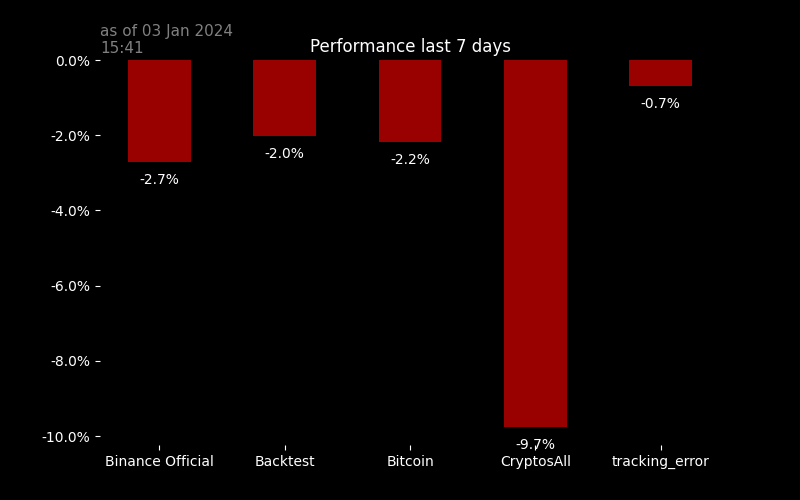 as of 03 Jan 2024
15:41
Performance last 7 days
0.0%
-2.0%
-4.0%
-6.0%
-8.0%
-10.0%
-2.7%
-2.0%
-2.2%
-9.7%
-0.7%
Binance Official
Backtest
Bitcoin
CryptosAll
tracking_error